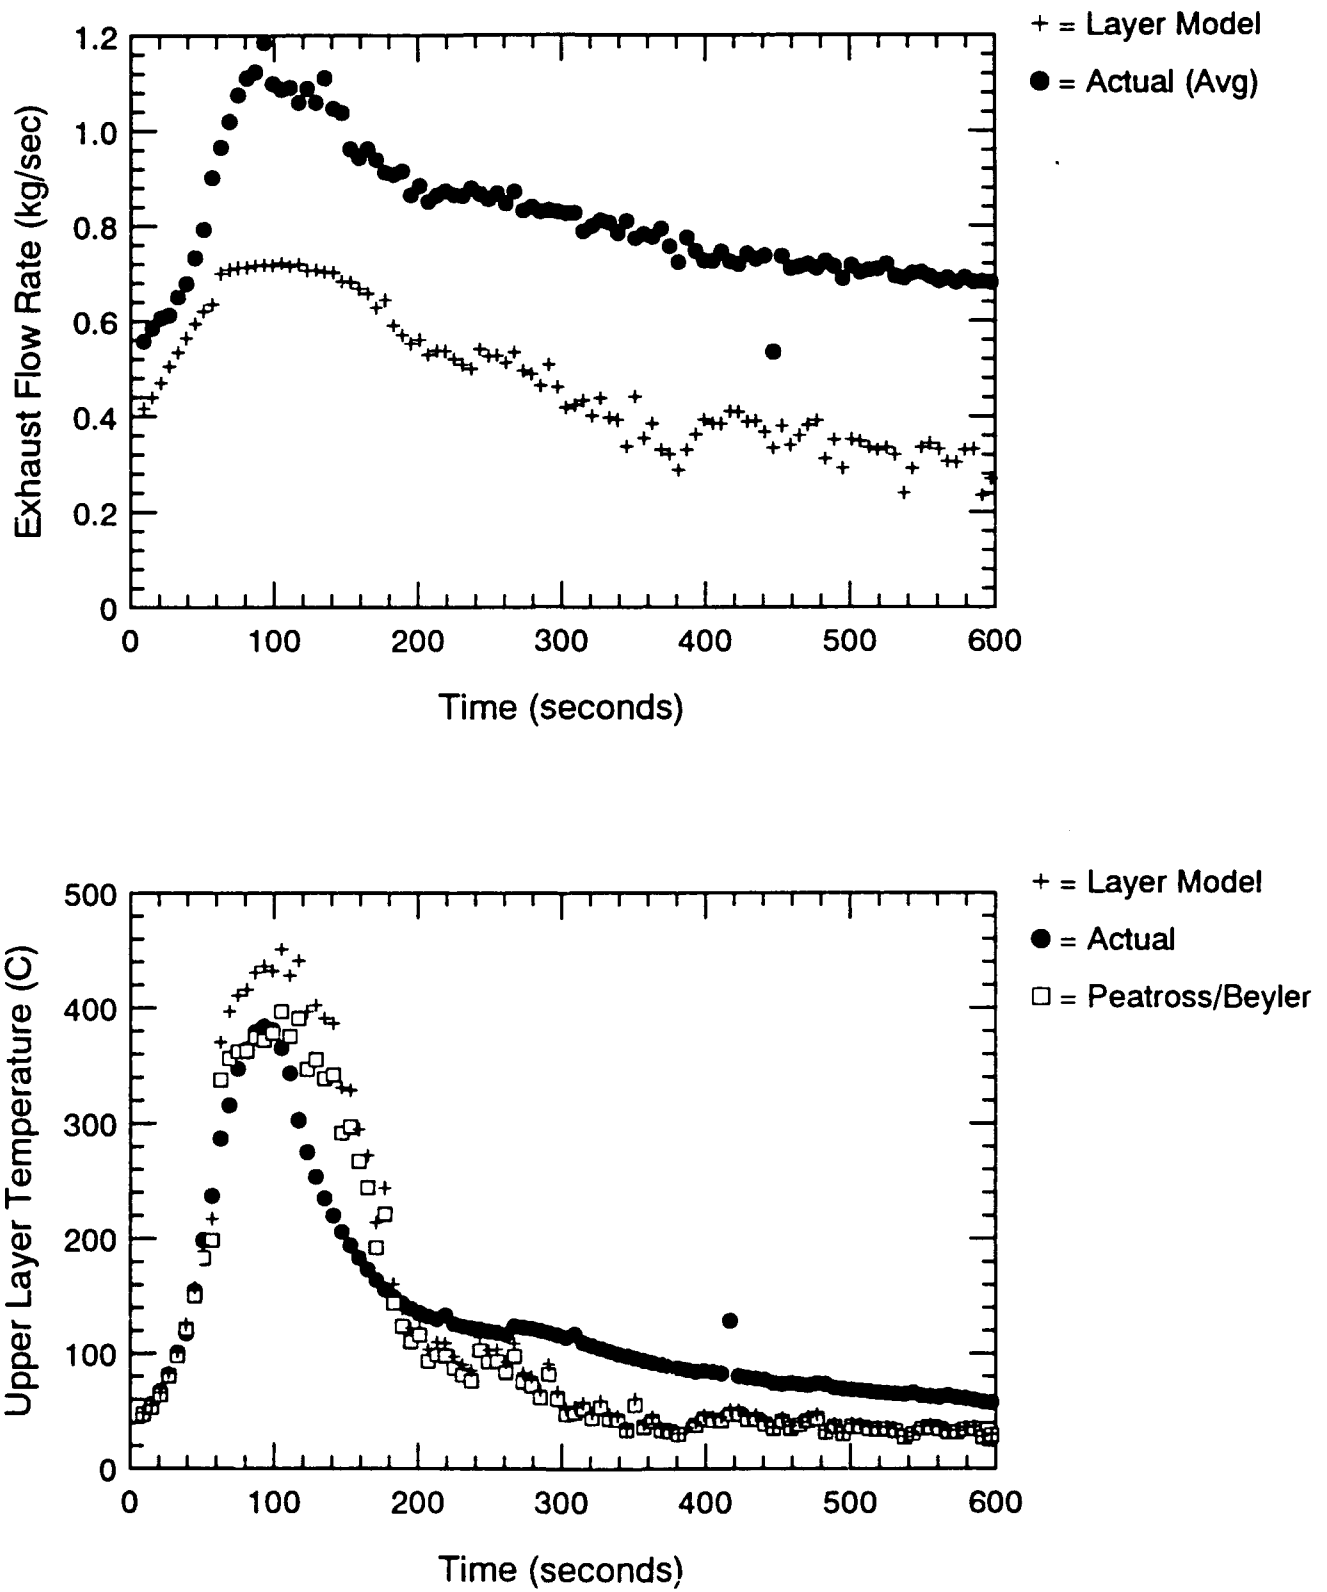 + = Layer Model
● = Actual (Avg)
Exhaust Flow Rate (kg/sec)
1.2
1.0
0.8
0.6
0.4
0.2
0
0 100 200 300 400 500 600
Time (seconds)
+ = Layer Model
● = Actual
□ = Peatross/Beyler
Upper Layer Temperature (C)
500
400
300
200
100
0
0 100 200 300 400 500 600
Time (seconds)